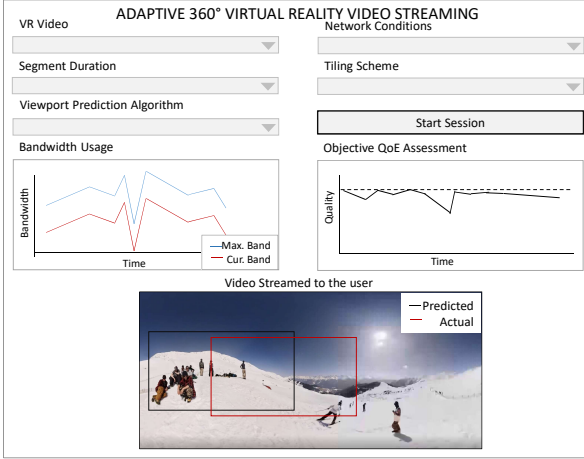 ADAPTIVE 360° VIRTUAL REALITY VIDEO STREAMING
VR Video
Network Conditions
Segment Duration
Tiling Scheme
Viewport Prediction Algorithm
Start Session
Bandwidth Usage
Objective QoE Assessment
Bandwidth
Max. Band
Cur. Band
Time
Quality
Time
Video Streamed to the user
Predicted
Actual